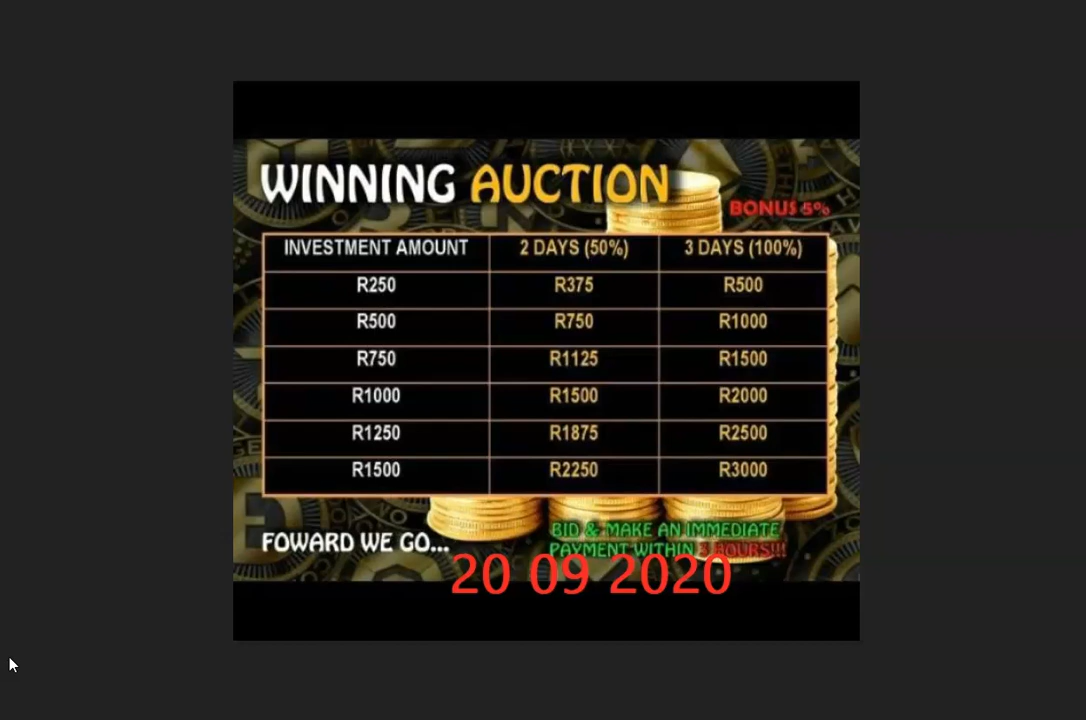 WINNING AUCTION
BONUS 5%
INVESTMENT AMOUNT 2 DAYS (50%) 3 DAYS (100%)
R250 R375 R500
R500 R750 R1000
R750 R1125 R1500
R1000 R1500 R2000
R1250 R1875 R2500
R1500 R2250 R3000
FOWARD WE GO...
BID & MAKE AN IMMEDIATE
PAYMENT WITHIN 3 HOURS!!!
20 09 2020